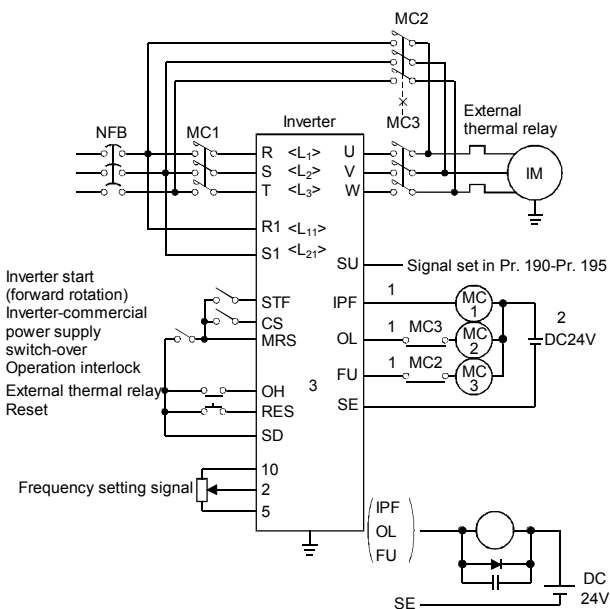 MC2
Inverter
MC3
External
thermal relay
NFB
MC1
R <L1> U
S <L2> V
T <L3> W
IM
R1 <L11>
S1 <L21>
SU
Signal set in Pr. 190-Pr. 195
Inverter start
(forward rotation)
Inverter-commercial
power supply
switch-over
Operation interlock
External thermal relay
Reset
STF
CS
MRS
OH
RES
SD
3
IPF 1 MC 1
OL 1 MC3 MC 2
FU 1 MC2 MC 3
SE
2
DC24V
Frequency setting signal
10
2
5
IPF
OL
FU
SE
DC
24V